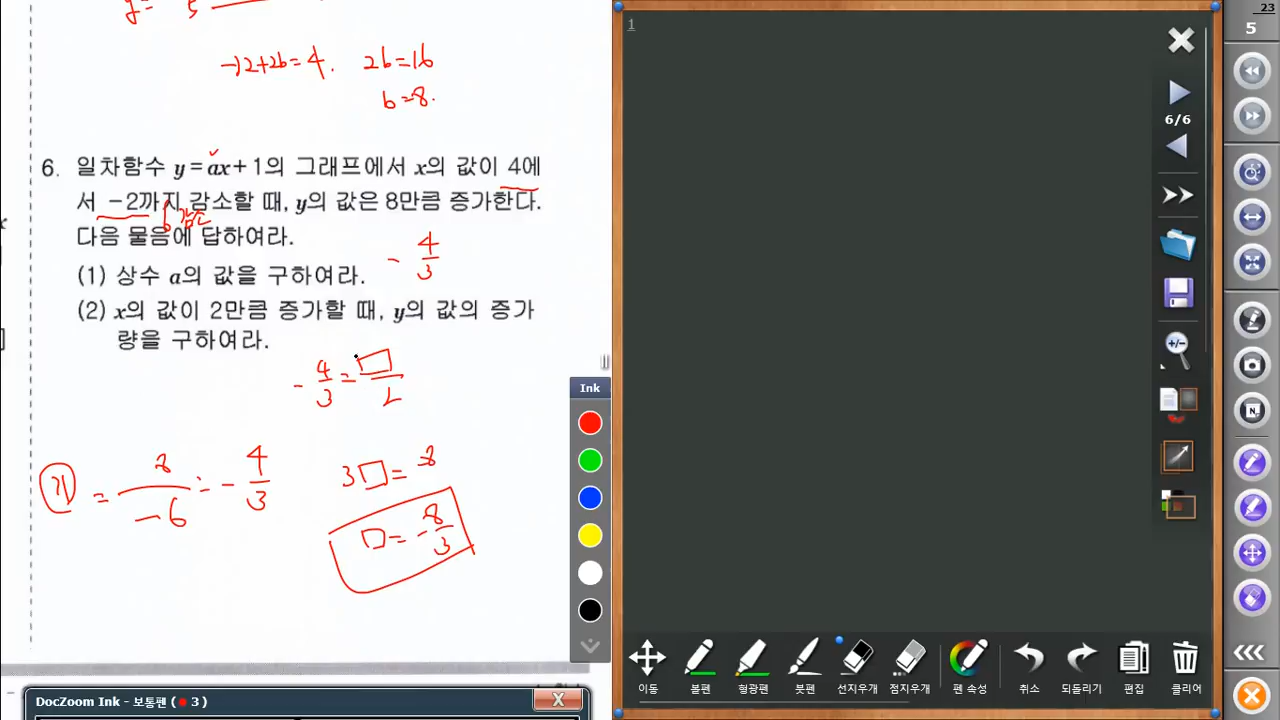 -12+2b=4. 2b=16
b=8.
6. 일차함수 y=ax+1의 그래프에서 x의 값이 4에
서 -2까지 감소할 때, y의 값은 8만큼 증가한다.
6감소
다음 물음에 답하여라.
(1) 상수 a의 값을 구하여라.
- 4/3
(2) x의 값이 2만큼 증가할 때, y의 값의 증가
량을 구하여라.
- 4/3 = □/2
기 = 8/-6 = - 4/3
3□ = -8
□ = - 8/3
Ink
DocZoom Ink - 보통펜 ( 3 )
1
23
5
6/6
이동 볼펜 형광펜 붓펜 선지우개 점지우개 펜 속성 취소 되돌리기 편집 클리어